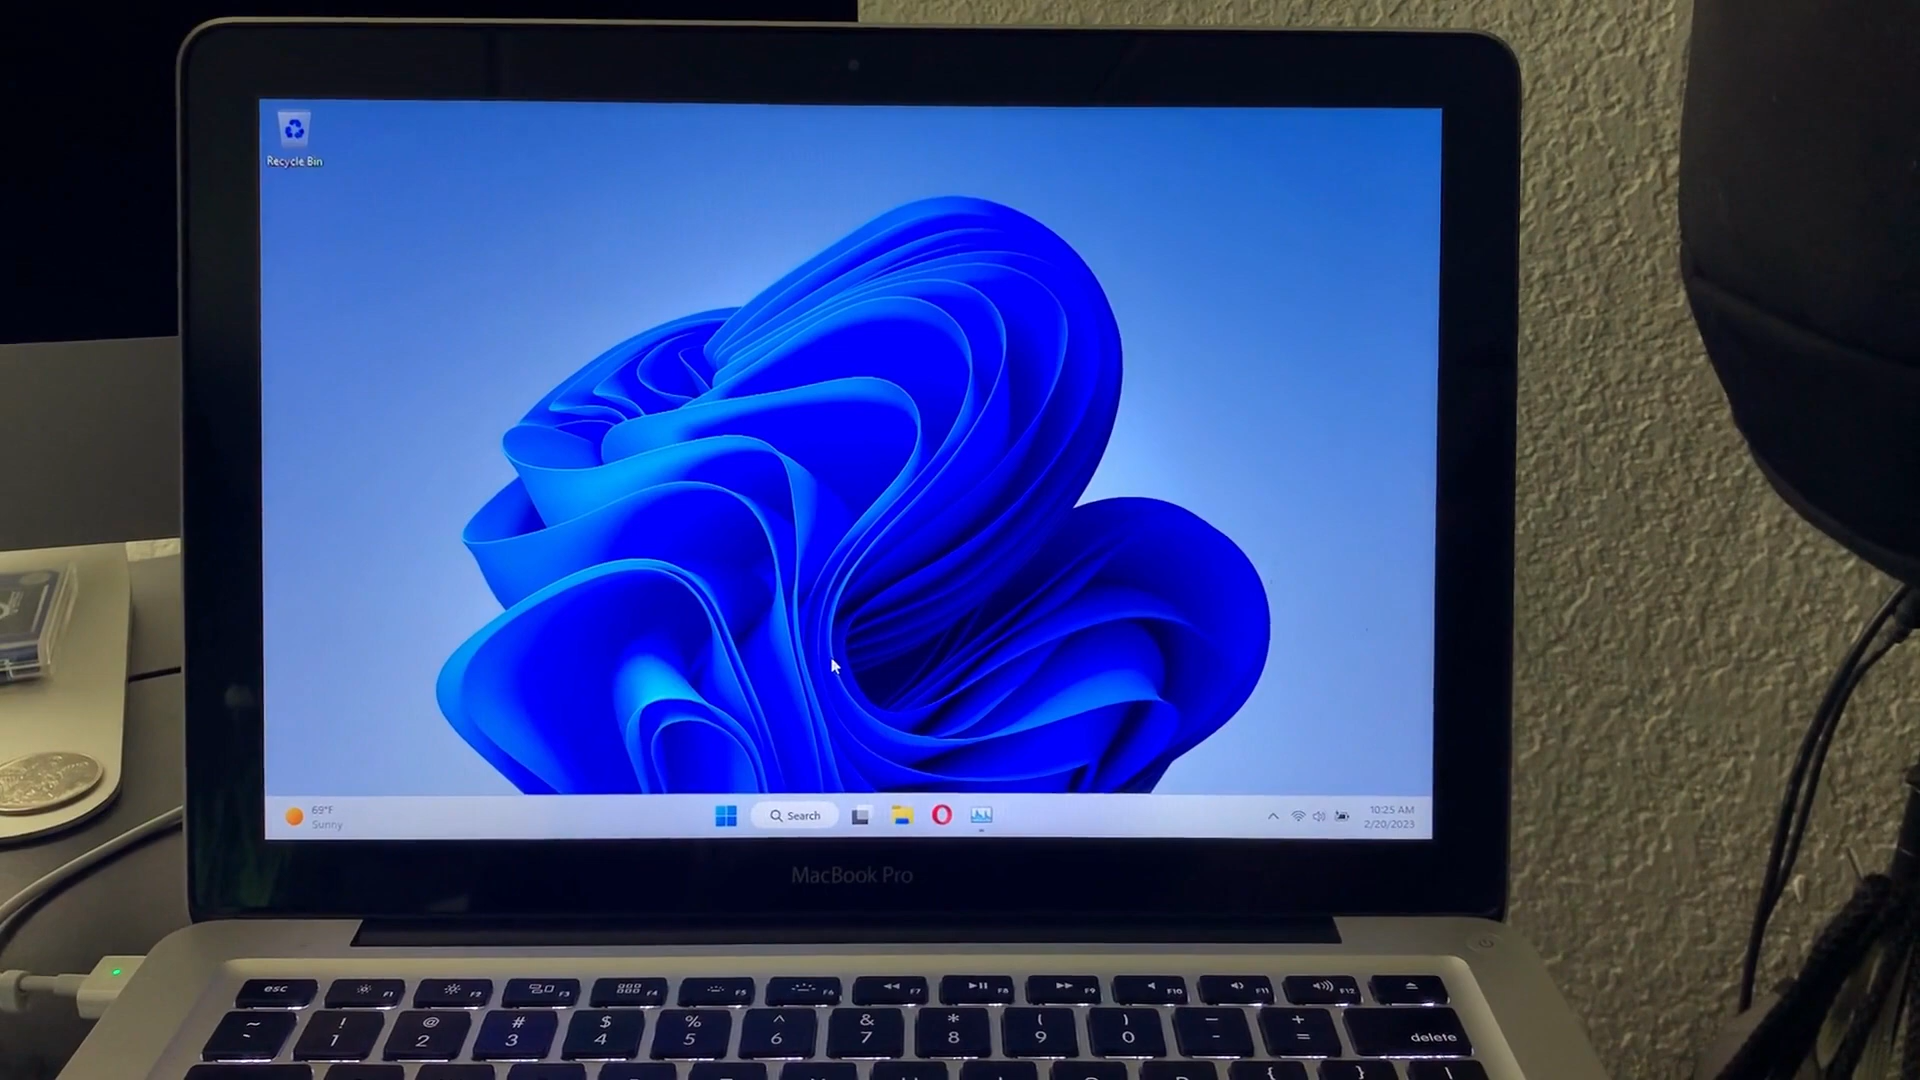 Recycle Bin
69°F
Sunny
Search
10:25 AM
2/20/2023
MacBook Pro
esc F1 F2 F3 F4 F5 F6 F7 F8 F9 F10 F11 F12
~ ! @ # $ % ^ & * ( ) — +
` 1 2 3 4 5 6 7 8 9 0 - = delete
{ } \